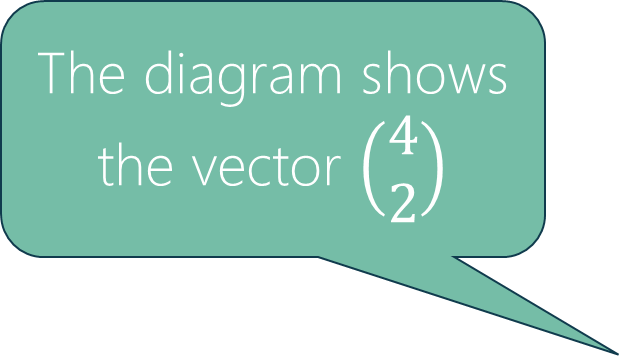 The diagram shows
the vector (4
2)